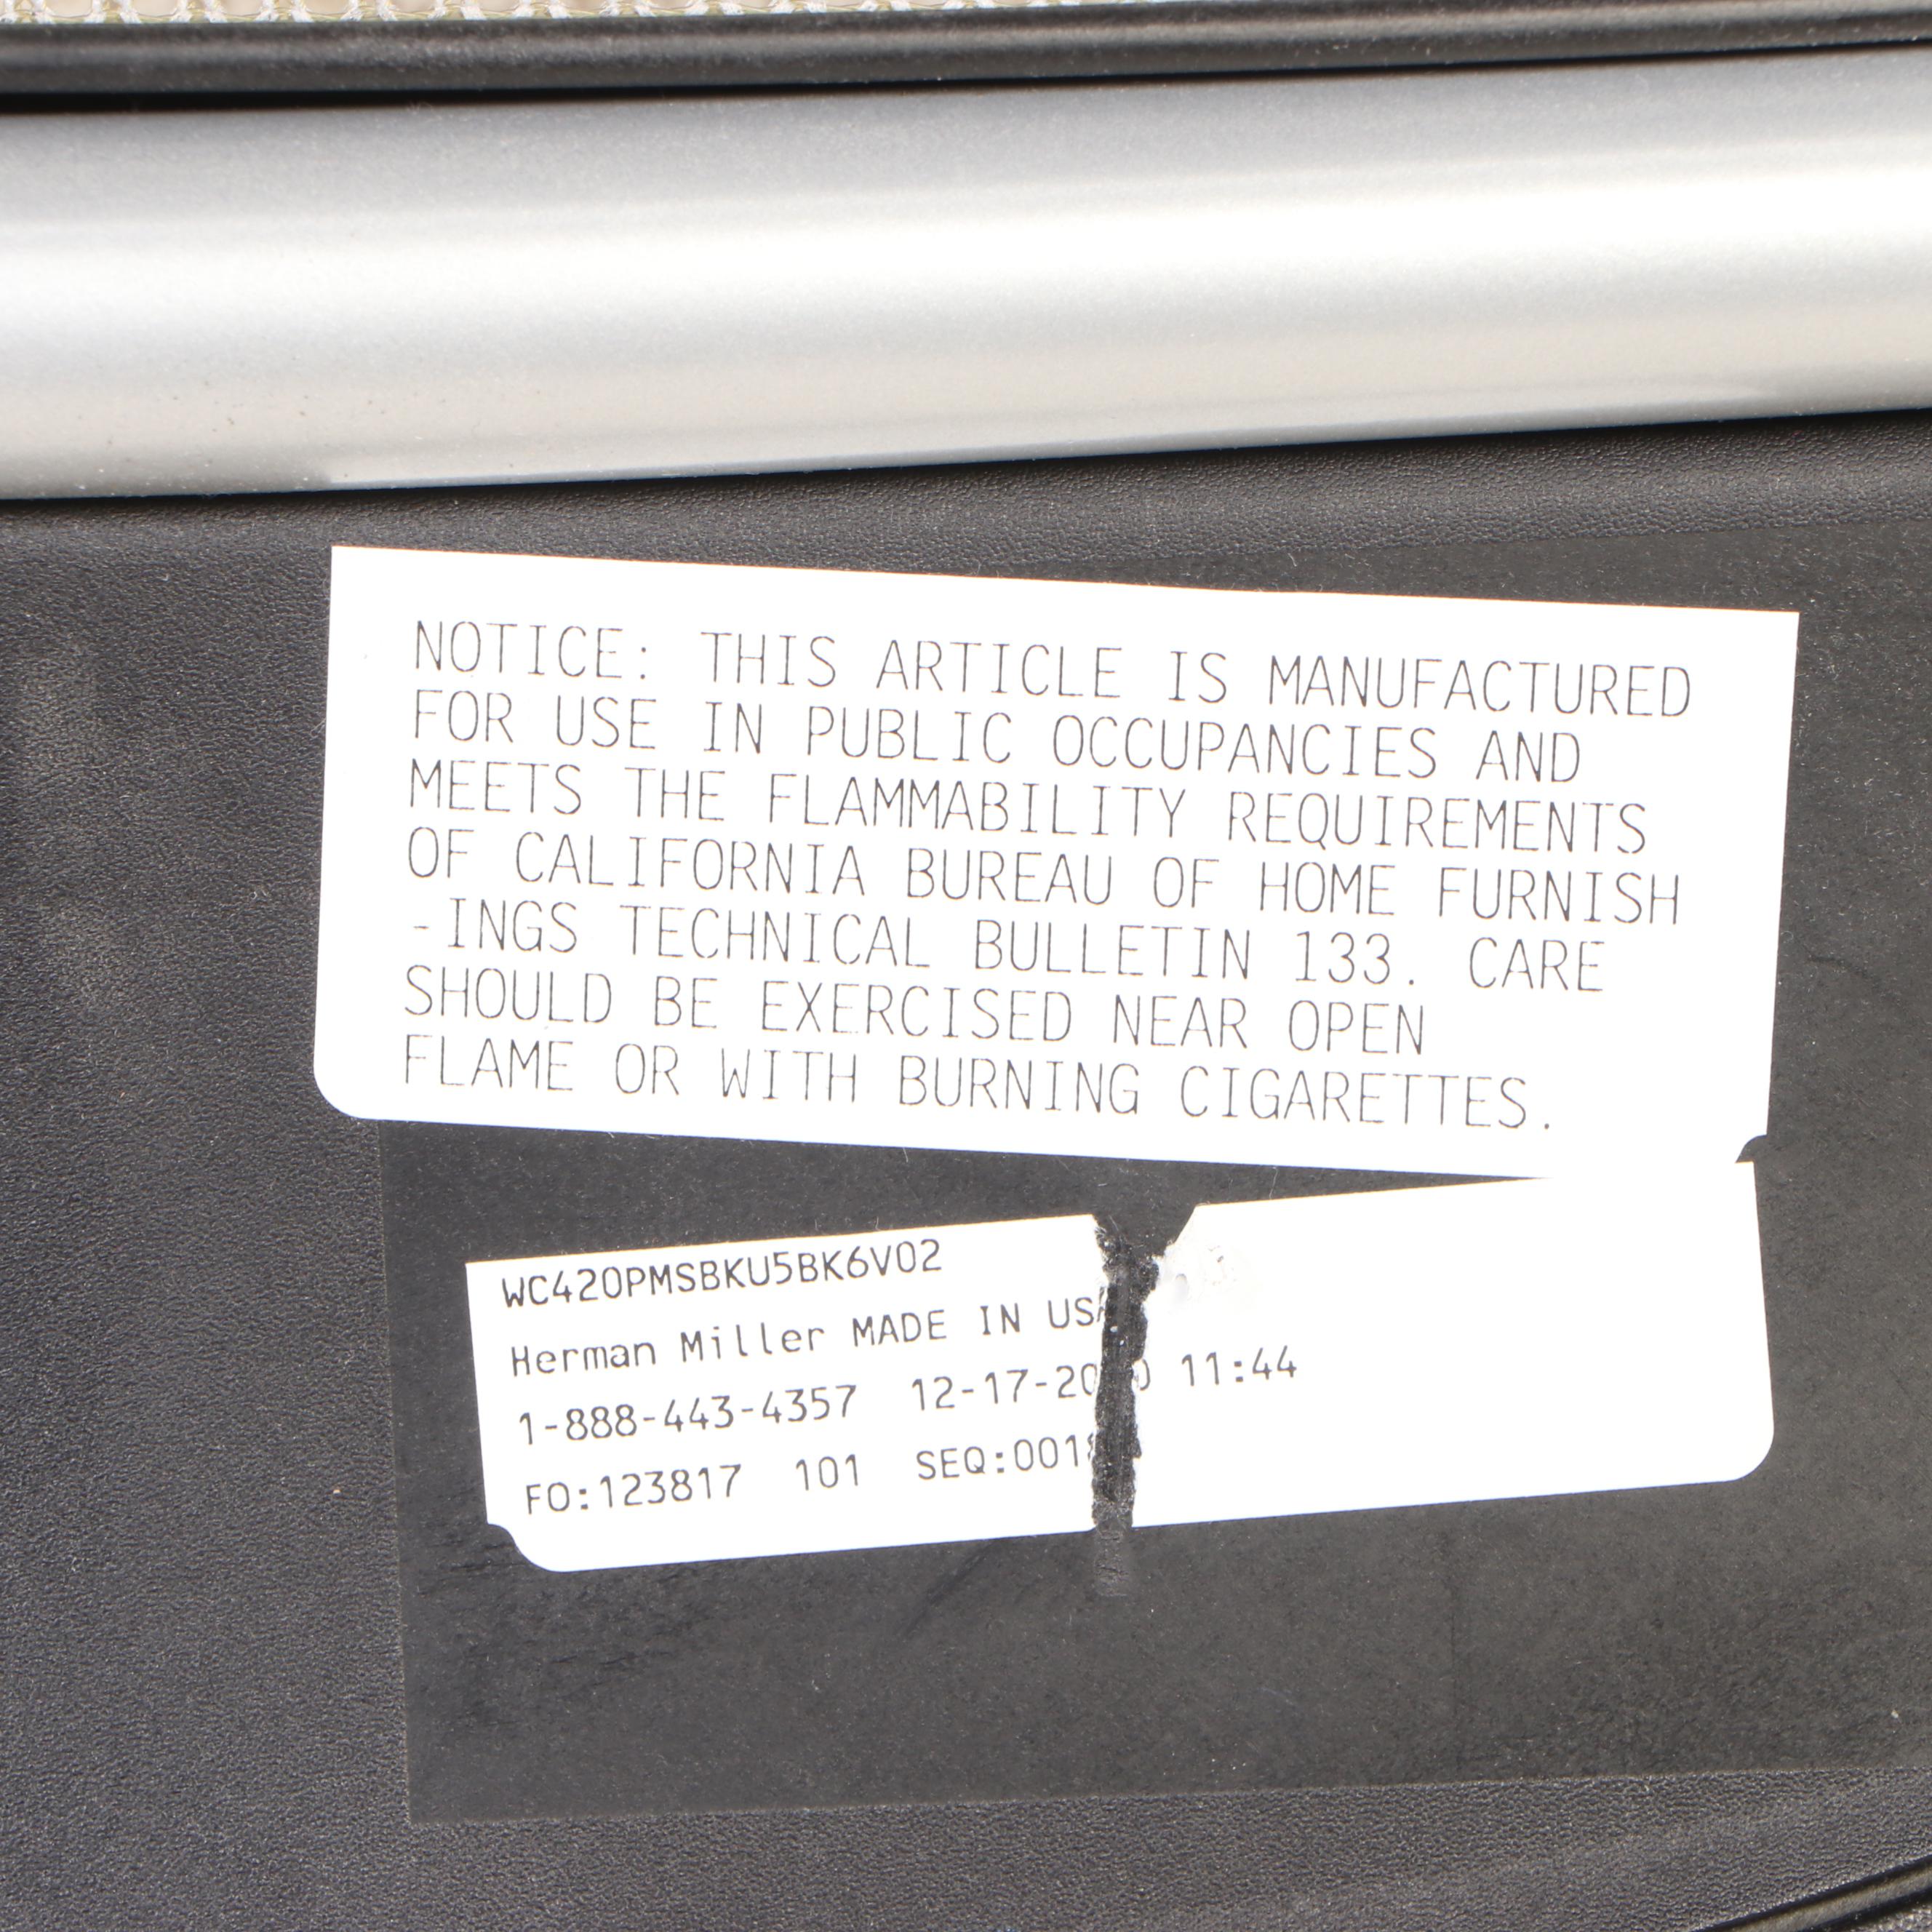 NOTICE: THIS ARTICLE IS MANUFACTURED
FOR USE IN PUBLIC OCCUPANCIES AND
MEETS THE FLAMMABILITY REQUIREMENTS
OF CALIFORNIA BUREAU OF HOME FURNISH
-INGS TECHNICAL BULLETIN 133. CARE
SHOULD BE EXERCISED NEAR OPEN
FLAME OR WITH BURNING CIGARETTES.
WC420PMSBKU5BK6V02
Herman Miller MADE IN USA
1-888-443-4357 11:44
FO:123817 101